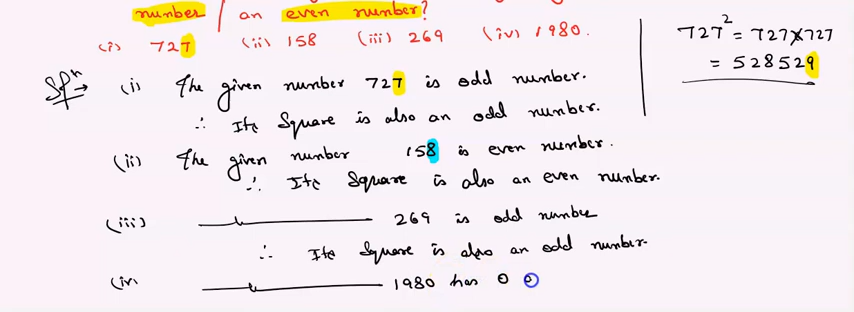 number / an even number?
(i) 727 (ii) 158 (iii) 269 (iv) 1980.
Solⁿ→ (i) The given number 727 is odd number.
∴ Its Square is also an odd number.
(ii) The given number 158 is even number.
∴ Its Square is also an even number.
(iii) —————— 269 is odd number
∴ Its Square is also an odd number.
(iv) —————— 1980 has 0 0
727² = 727×727
= 528529